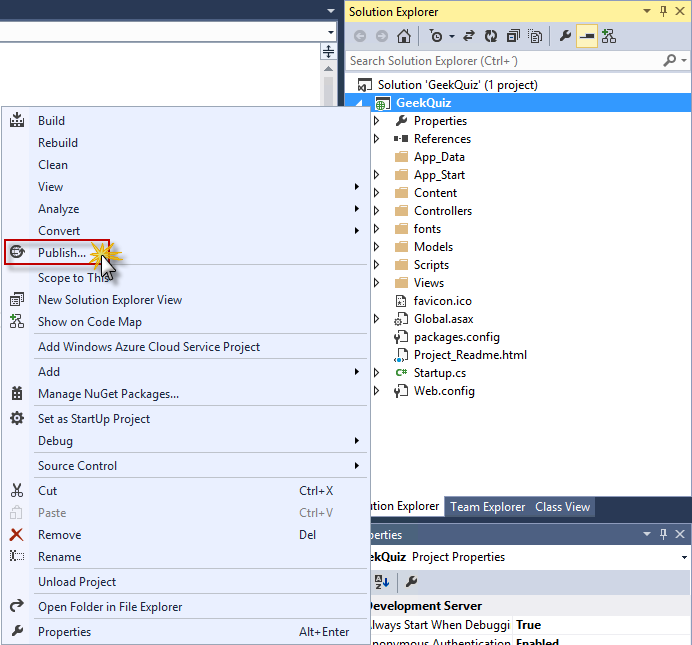 Solution Explorer
Search Solution Explorer (Ctrl+´)
Solution 'GeekQuiz' (1 project)
GeekQuiz
Properties
References
App_Data
App_Start
Content
Controllers
fonts
Models
Scripts
Views
favicon.ico
Global.asax
packages.config
Project_Readme.html
Startup.cs
Web.config
Build
Rebuild
Clean
View
Analyze
Convert
Publish...
Scope to This
New Solution Explorer View
Show on Code Map
Add Windows Azure Cloud Service Project
Add
Manage NuGet Packages...
Set as StartUp Project
Debug
Source Control
Cut Ctrl+X
Paste Ctrl+V
Remove Del
Rename
Unload Project
Open Folder in File Explorer
Properties Alt+Enter
ution Explorer Team Explorer Class View
perties
ekQuiz Project Properties
Development Server
lways Start When Debuggi True
nonymous Authentication Enabled